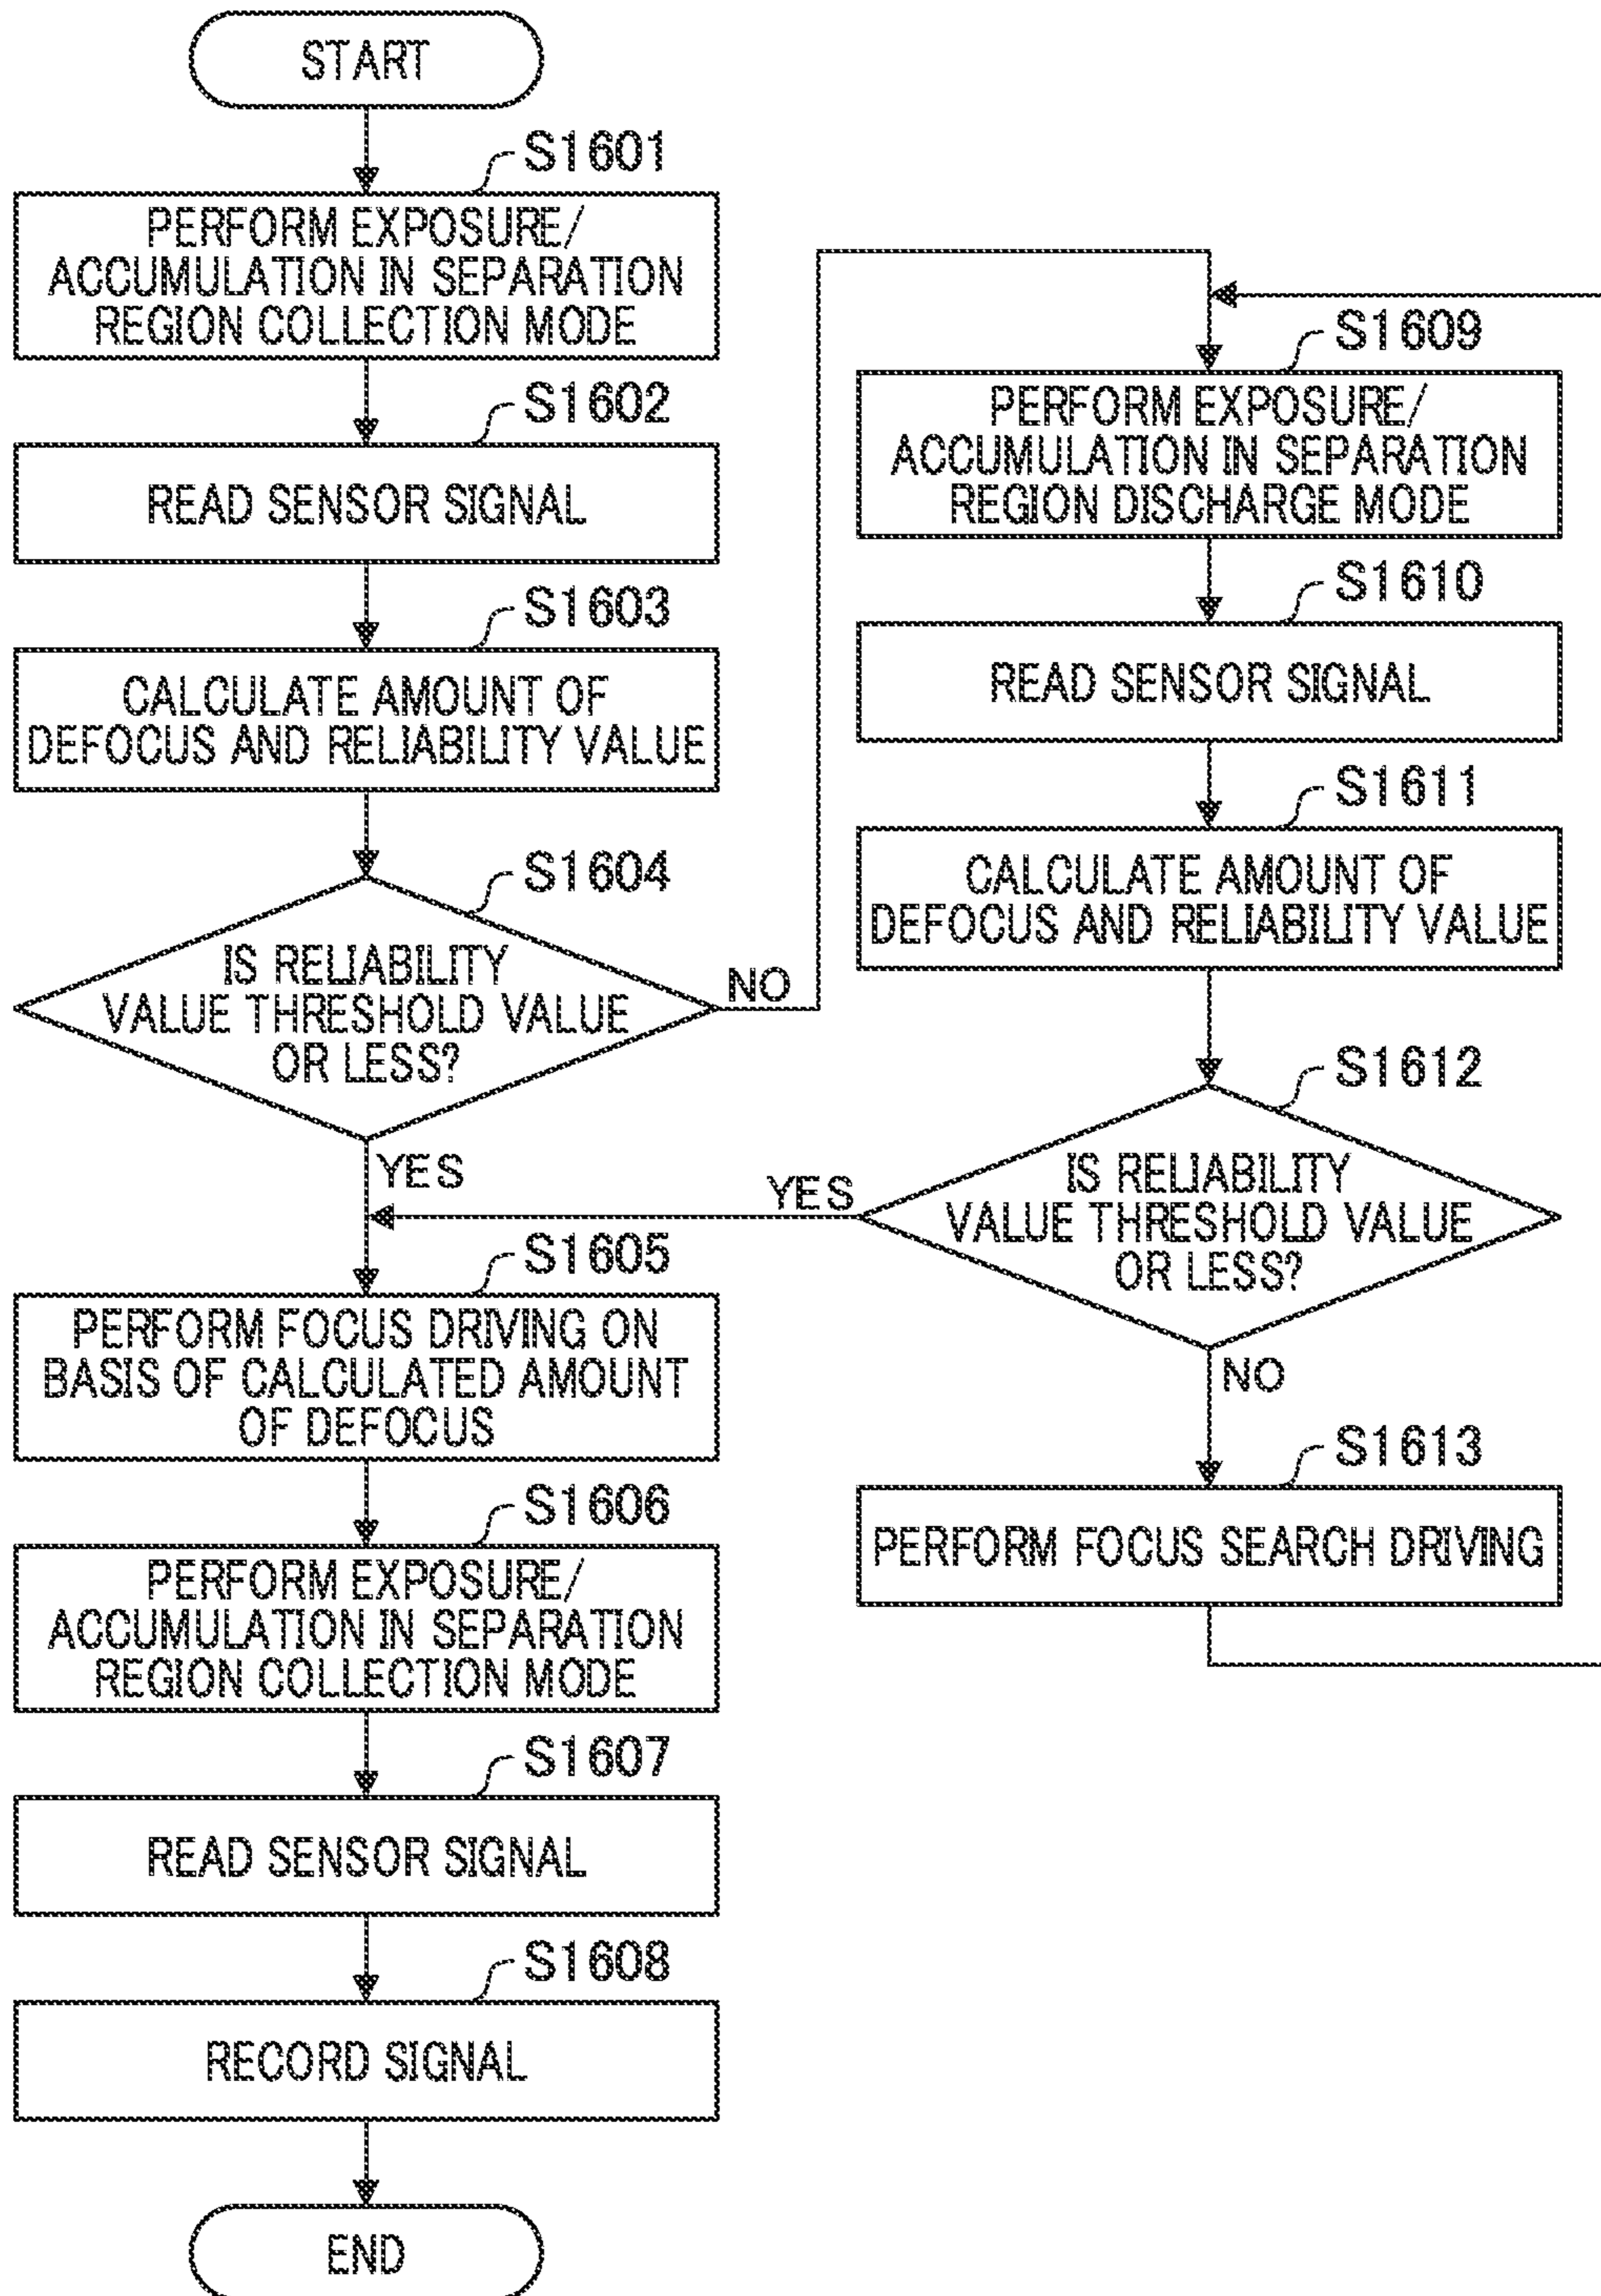 START
S1601
PERFORM EXPOSURE/
ACCUMULATION IN SEPARATION
REGION COLLECTION MODE
S1602
READ SENSOR SIGNAL
S1603
CALCULATE AMOUNT OF
DEFOCUS AND RELIABILITY VALUE
S1604
IS RELIABILITY
VALUE THRESHOLD VALUE
OR LESS?
NO
YES
S1605
PERFORM FOCUS DRIVING ON
BASIS OF CALCULATED AMOUNT
OF DEFOCUS
S1606
PERFORM EXPOSURE/
ACCUMULATION IN SEPARATION
REGION COLLECTION MODE
S1607
READ SENSOR SIGNAL
S1608
RECORD SIGNAL
END
S1609
PERFORM EXPOSURE/
ACCUMULATION IN SEPARATION
REGION DISCHARGE MODE
S1610
READ SENSOR SIGNAL
S1611
CALCULATE AMOUNT OF
DEFOCUS AND RELIABILITY VALUE
S1612
IS RELIABILITY
VALUE THRESHOLD VALUE
OR LESS?
YES
NO
S1613
PERFORM FOCUS SEARCH DRIVING